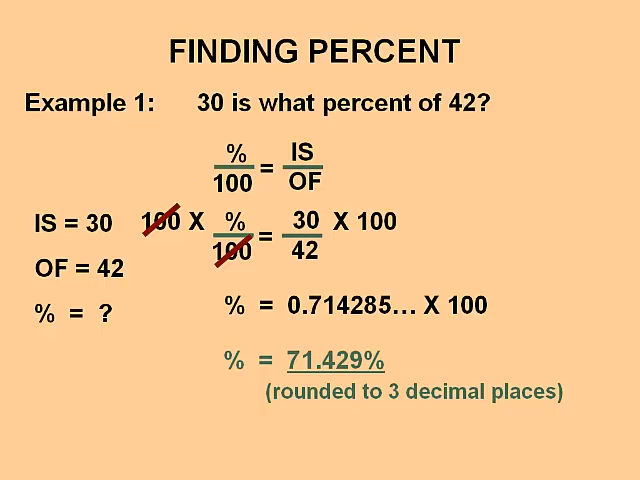 FINDING PERCENT
Example 1: 30 is what percent of 42?
% = IS
100 OF
IS = 30
100 X % = 30 X 100
100 42
OF = 42
% = ?
% = 0.714285… X 100
% = 71.429%
(rounded to 3 decimal places)